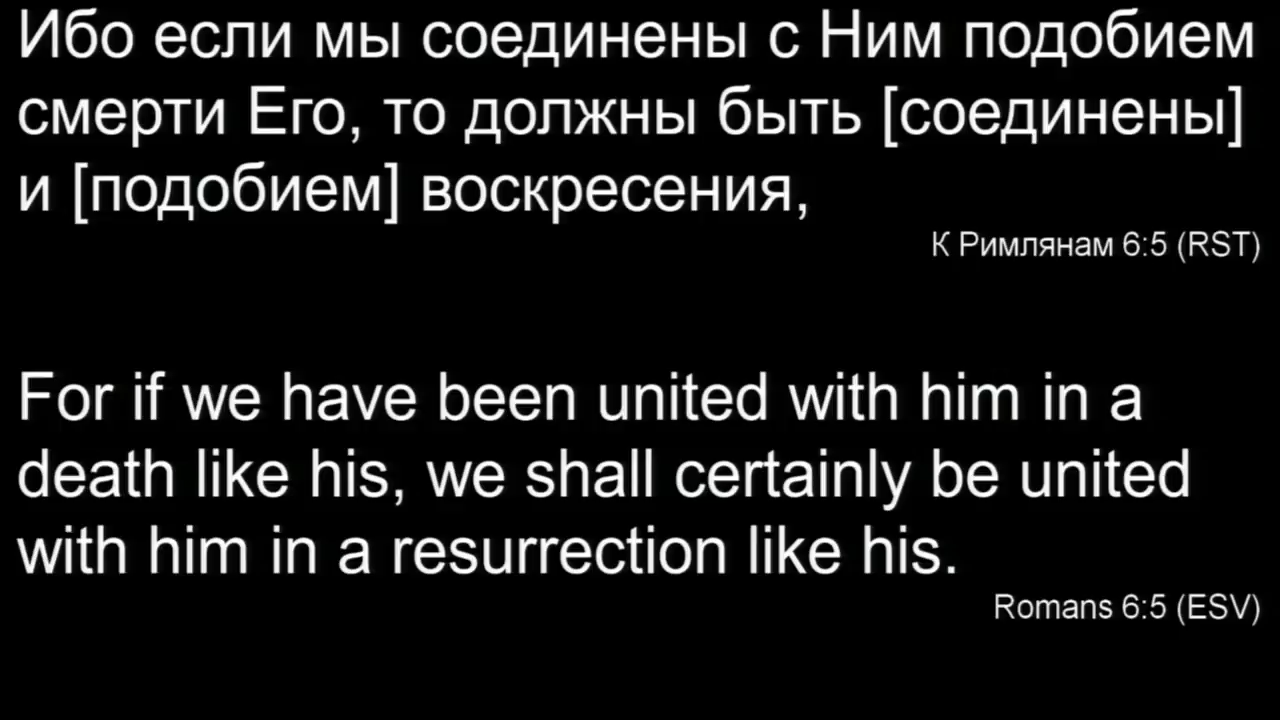 Ибо если мы соединены с Ним подобием
смерти Его, то должны быть [соединены]
и [подобием] воскресения,
К Римлянам 6:5 (RST)
For if we have been united with him in a
death like his, we shall certainly be united
with him in a resurrection like his.
Romans 6:5 (ESV)